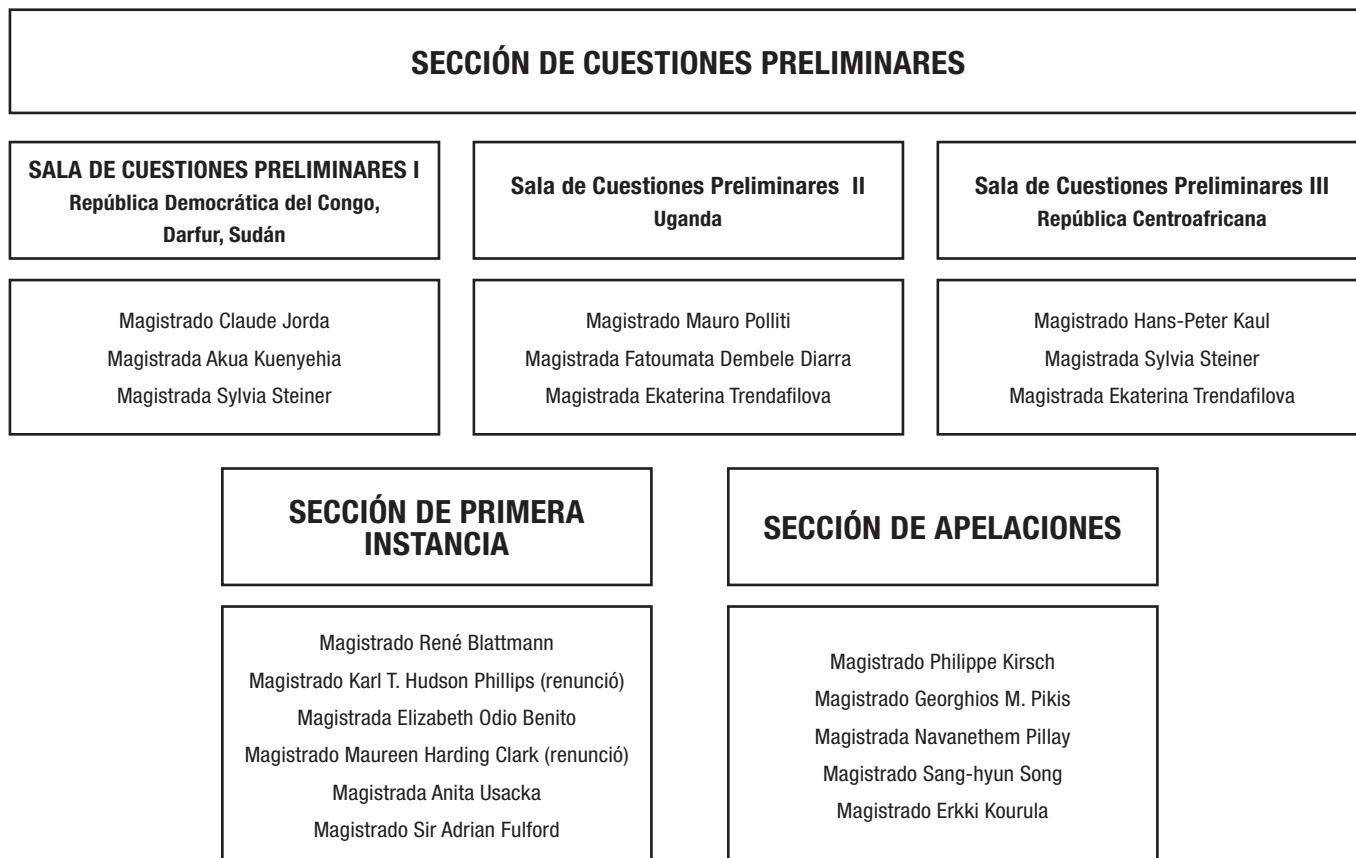 SECCIÓN DE CUESTIONES PRELIMINARES
SALA DE CUESTIONES PRELIMINARES I
República Democrática del Congo,
Darfur, Sudán
Sala de Cuestiones Preliminares II
Uganda
Sala de Cuestiones Preliminares III
República Centroafricana
Magistrado Claude Jorda
Magistrada Akua Kuenyehia
Magistrada Sylvia Steiner
Magistrado Mauro Polliti
Magistrada Fatoumata Dembele Diarra
Magistrada Ekaterina Trendafilova
Magistrado Hans-Peter Kaul
Magistrada Sylvia Steiner
Magistrada Ekaterina Trendafilova
SECCIÓN DE PRIMERA
INSTANCIA
Magistrado René Blattmann
Magistrado Karl T. Hudson Phillips (renunció)
Magistrada Elizabeth Odio Benito
Magistrado Maureen Harding Clark (renunció)
Magistrada Anita Usacka
Magistrado Sir Adrian Fulford
SECCIÓN DE APELACIONES
Magistrado Philippe Kirsch
Magistrado Georghios M. Pikis
Magistrada Navanethem Pillay
Magistrado Sang-hyun Song
Magistrado Erkki Kourula